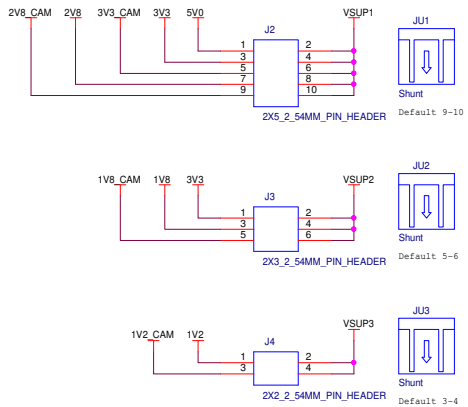 2V8_CAM 2V8 3V3_CAM 3V3 5V0 VSUP1
J2
JU1
1 2
3 4
5 6
7 8
9 10
2X5_2_54MM_PIN_HEADER
Shunt
Default 9-10
1V8_CAM 1V8 3V3 VSUP2
J3
JU2
1 2
3 4
5 6
2X3_2_54MM_PIN_HEADER
Shunt
Default 5-6
1V2_CAM 1V2 VSUP3
J4
JU3
1 2
3 4
2X2_2_54MM_PIN_HEADER
Shunt
Default 3-4